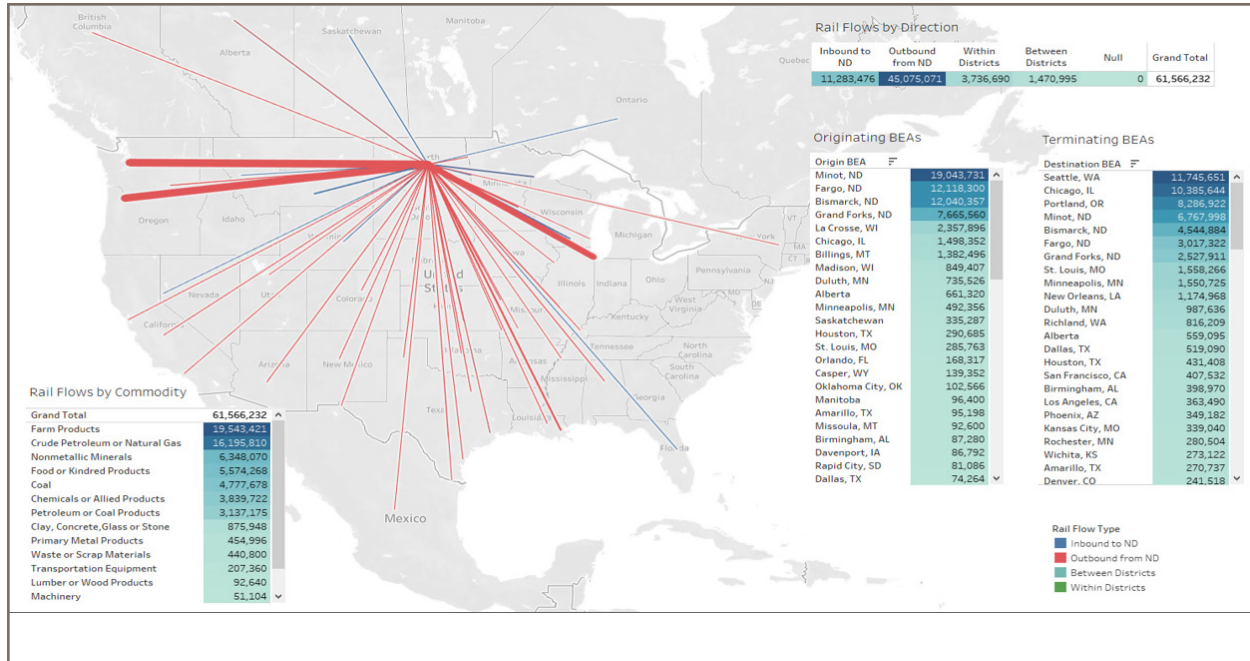 British
Columbia
Alberta
Saskatchewan
Manitoba
Ontario
Quebec
Oregon
Idaho
Nevada
California
Colorado
Arizona
New Mexico
Texas
Oklahoma
Arkansas
Louisiana
Mississippi
Tennessee
Kentucky
Illinois
Indiana
Ohio
Michigan
Wisconsin
West
Virginia
Pennsylvania
North
Carolina
South
Carolina
Georgia
Florida
VT
MA
CT
MD
Mexico
Rail Flows by Direction
Inbound to ND Outbound from ND Within Districts Between Districts Null Grand Total
11,283,476 45,075,071 3,736,690 1,470,995 0 61,566,232
Originating BEAs
Origin BEA
Minot, ND 19,043,731
Fargo, ND 12,118,300
Bismarck, ND 12,040,357
Grand Forks, ND 7,665,560
La Crosse, WI 2,357,896
Chicago, IL 1,498,352
Billings, MT 1,382,496
Madison, WI 849,407
Duluth, MN 735,526
Alberta 661,320
Minneapolis, MN 492,356
Saskatchewan 335,287
Houston, TX 290,685
St. Louis, MO 285,763
Orlando, FL 168,317
Casper, WY 139,352
Oklahoma City, OK 102,566
Manitoba 96,400
Amarillo, TX 95,198
Missoula, MT 92,600
Birmingham, AL 87,280
Davenport, IA 86,792
Rapid City, SD 81,086
Dallas, TX 74,264
Terminating BEAs
Destination BEA
Seattle, WA 11,745,651
Chicago, IL 10,385,644
Portland, OR 8,286,922
Minot, ND 6,767,998
Bismarck, ND 4,544,884
Fargo, ND 3,017,322
Grand Forks, ND 2,527,911
St. Louis, MO 1,558,266
Minneapolis, MN 1,550,725
New Orleans, LA 1,174,968
Duluth, MN 987,636
Richland, WA 816,209
Alberta 559,095
Dallas, TX 519,090
Houston, TX 431,408
San Francisco, CA 407,532
Birmingham, AL 398,970
Los Angeles, CA 363,490
Phoenix, AZ 349,182
Kansas City, MO 339,040
Rochester, MN 280,504
Wichita, KS 273,122
Amarillo, TX 270,737
Denver, CO 241,518
Rail Flows by Commodity
Grand Total 61,566,232
Farm Products 19,543,421
Crude Petroleum or Natural Gas 16,195,810
Nonmetallic Minerals 6,348,070
Food or Kindred Products 5,574,268
Coal 4,777,678
Chemicals or Allied Products 3,839,722
Petroleum or Coal Products 3,137,175
Clay, Concrete,Glass or Stone 875,948
Primary Metal Products 454,996
Waste or Scrap Materials 440,800
Transportation Equipment 207,360
Lumber or Wood Products 92,640
Machinery 51,104
Rail Flow Type
Inbound to ND
Outbound from ND
Between Districts
Within Districts